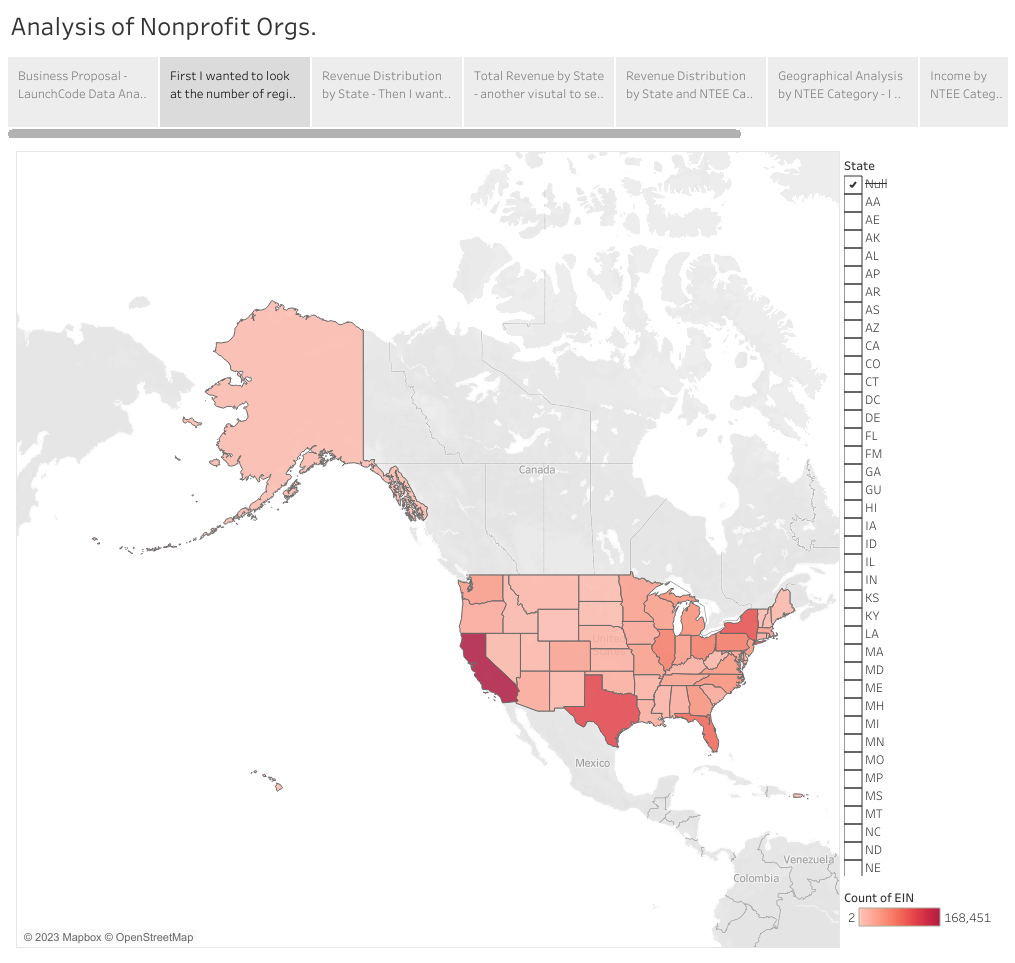 Analysis of Nonprofit Orgs.
Business Proposal -
LaunchCode Data Ana..
First I wanted to look
at the number of regi..
Revenue Distribution
by State - Then I want..
Total Revenue by State
- another visutal to se..
Revenue Distribution
by State and NTEE Ca..
Geographical Analysis
by NTEE Category - I ..
Income by
NTEE Categ..
Canada
United
States
Mexico
Venezuela
Colombia
© 2023 Mapbox © OpenStreetMap
State
Null
AA
AE
AK
AL
AP
AR
AS
AZ
CA
CO
CT
DC
DE
FL
FM
GA
GU
HI
IA
ID
IL
IN
KS
KY
LA
MA
MD
ME
MH
MI
MN
MO
MP
MS
MT
NC
ND
NE
Count of EIN
2
168,451